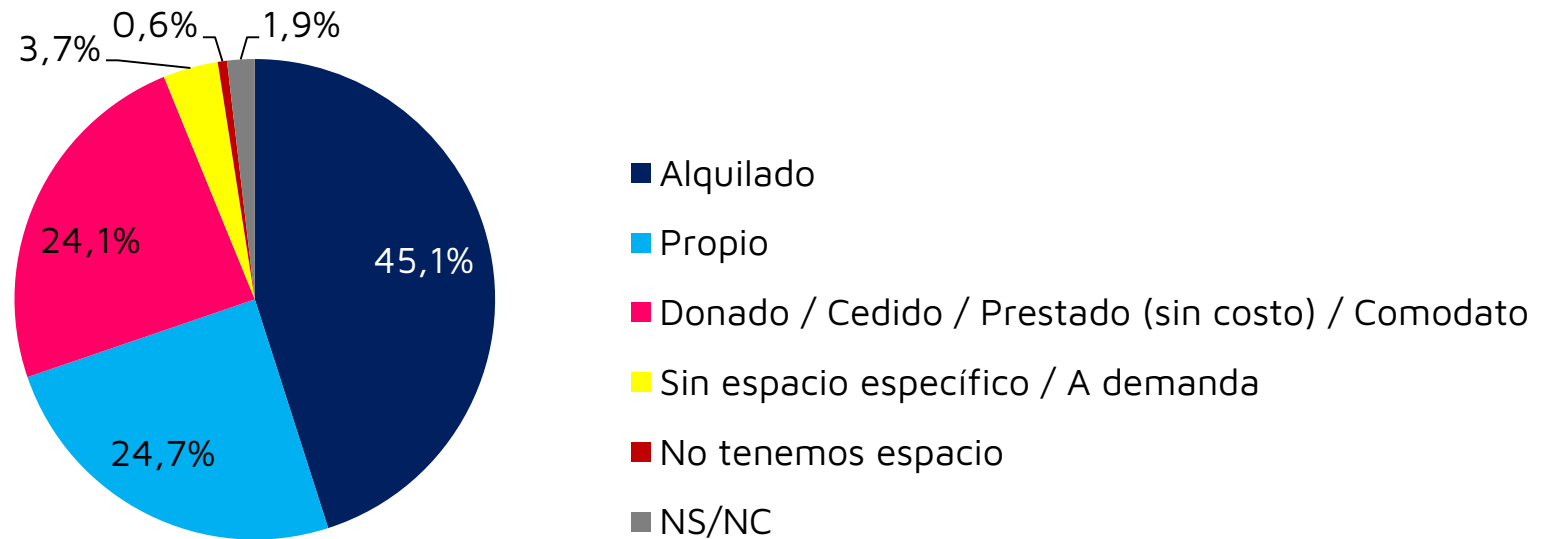 0,6%
1,9%
3,7%
24,1%
45,1%
24,7%
Alquilado
Propio
Donado / Cedido / Prestado (sin costo) / Comodato
Sin espacio específico / A demanda
No tenemos espacio
NS/NC